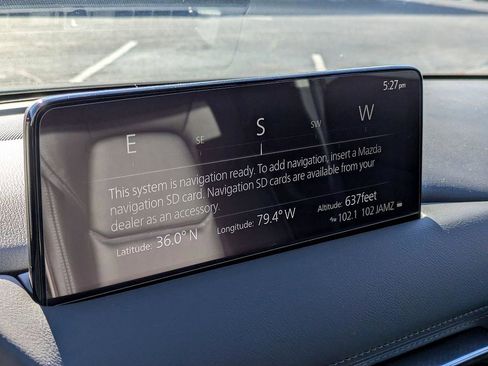 5:27pm
E SE S SW W
This system is navigation ready. To add navigation, insert a Mazda
navigation SD card. Navigation SD cards are available from your
dealer as an accessory.
Latitude: 36.0° N Longitude: 79.4° W Altitude: 637feet
102.1 102 JAMZ